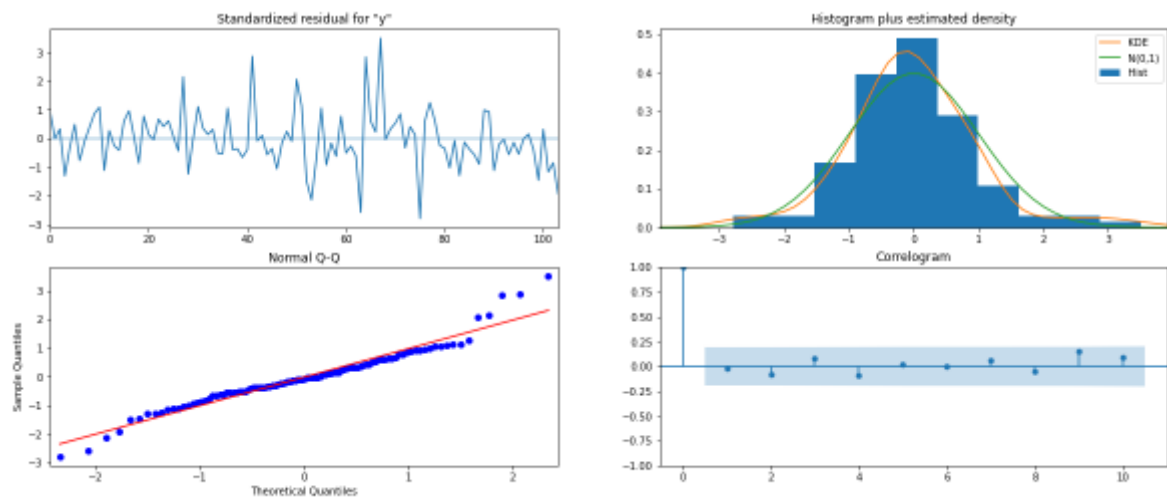 Standardized residual for "y"
3
2
1
0
−1
−2
−3
0 20 40 60 80 100
Histogram plus estimated density
0.5
0.4
0.3
0.2
0.1
0.0
KDE
N(0,1)
Hist
−3 −2 −1 0 1 2 3
Normal Q-Q
Sample Quantiles
3
2
1
0
−1
−2
−3
−2 −1 0 1 2
Theoretical Quantiles
Correlogram
1.00
0.75
0.50
0.25
0.00
−0.25
−0.50
−0.75
−1.00
0 2 4 6 8 10